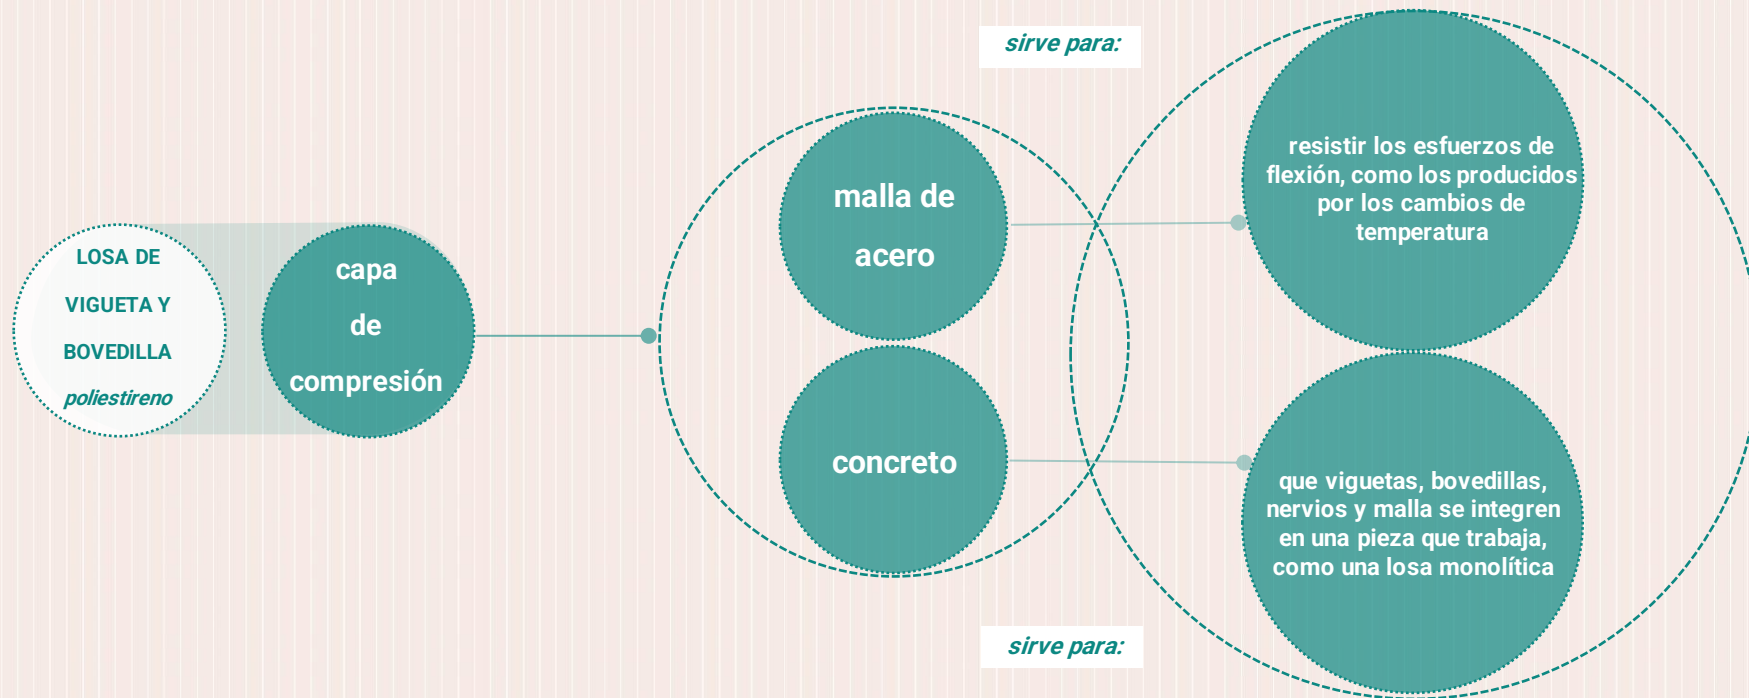 LOSA DE
VIGUETA Y
BOVEDILLA
poliestireno
capa
de
compresión
malla de
acero
concreto
sirve para:
resistir los esfuerzos de
flexión, como los producidos
por los cambios de
temperatura
sirve para:
que viguetas, bovedillas,
nervios y malla se integren
en una pieza que trabaja,
como una losa monolítica